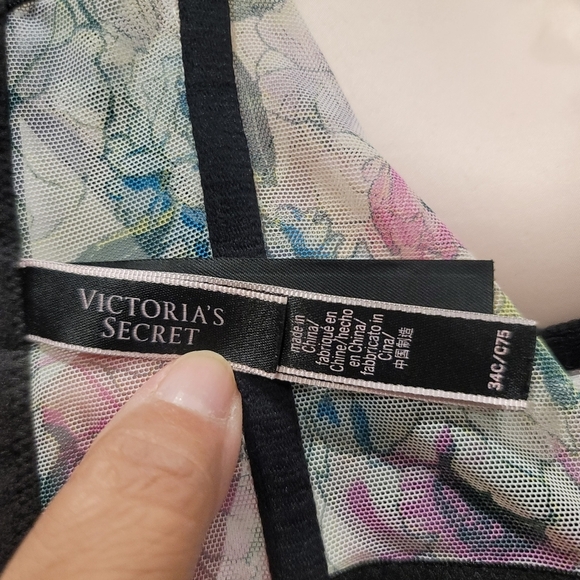 VICTORIA'S
SECRET
made in
China/
fabriqué en
Chine/hecho
en China/
fabbricato in
Cina/
中国制造
34C/C75